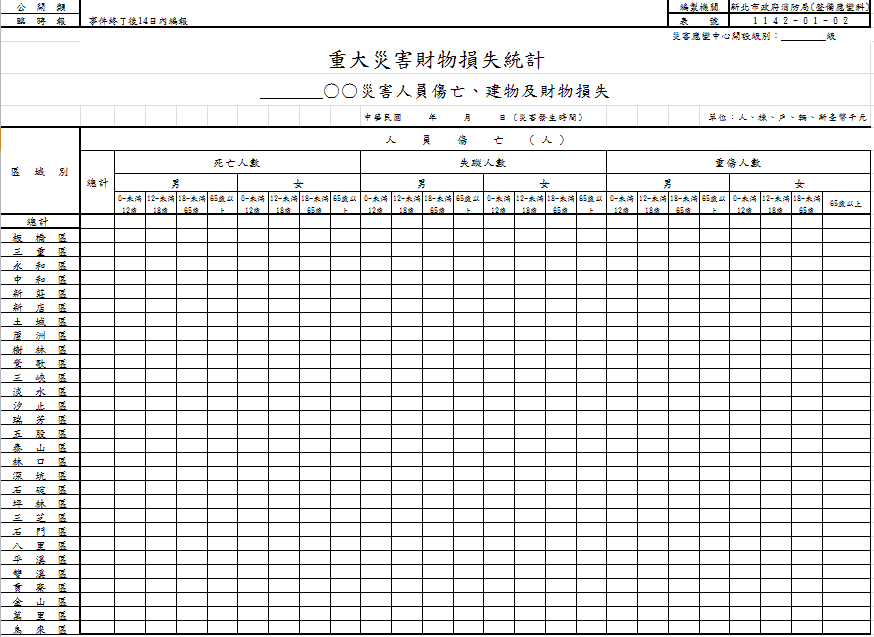 公開類 編製機關 新北市政府消防局(整備應變科)
臨時報 事件終了後14日內編報 表號 1142-01-02
災害應變中心開設級別：______級
重大災害財物損失統計
______○○災害人員傷亡、建物及財物損失
中華民國 年 月 日(災害發生時間) 單位：人、棟、戶、輛、新臺幣千元
區域別 人員傷亡(人)
總計 死亡人數 失蹤人數 重傷人數
男 女 男 女 男 女
0-未滿12歲 12-未滿18歲 18-未滿65歲 65歲以上 0-未滿12歲 12-未滿18歲 18-未滿65歲 65歲以上 0-未滿12歲 12-未滿18歲 18-未滿65歲 65歲以上 0-未滿12歲 12-未滿18歲 18-未滿65歲 65歲以上 0-未滿12歲 12-未滿18歲 18-未滿65歲 65歲以上 0-未滿12歲 12-未滿18歲 18-未滿65歲 65歲以上
總計
板橋區
三重區
永和區
中和區
新莊區
新店區
土城區
蘆洲區
樹林區
鶯歌區
三峽區
淡水區
汐止區
瑞芳區
五股區
泰山區
林口區
深坑區
石碇區
坪林區
三芝區
石門區
八里區
平溪區
雙溪區
貢寮區
金山區
萬里區
烏來區